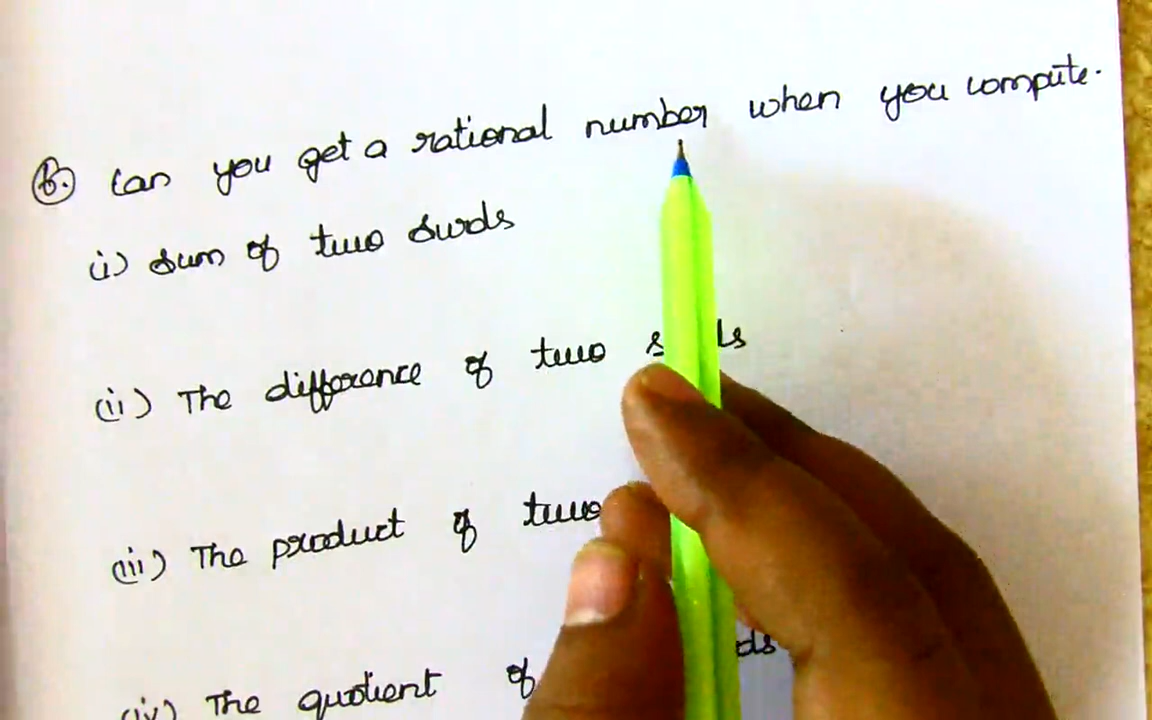 6. Can you get a rational number when you compute.
(i) Sum of two surds
(ii) The difference of two
(iii) The product of two
(iv) The quotient of